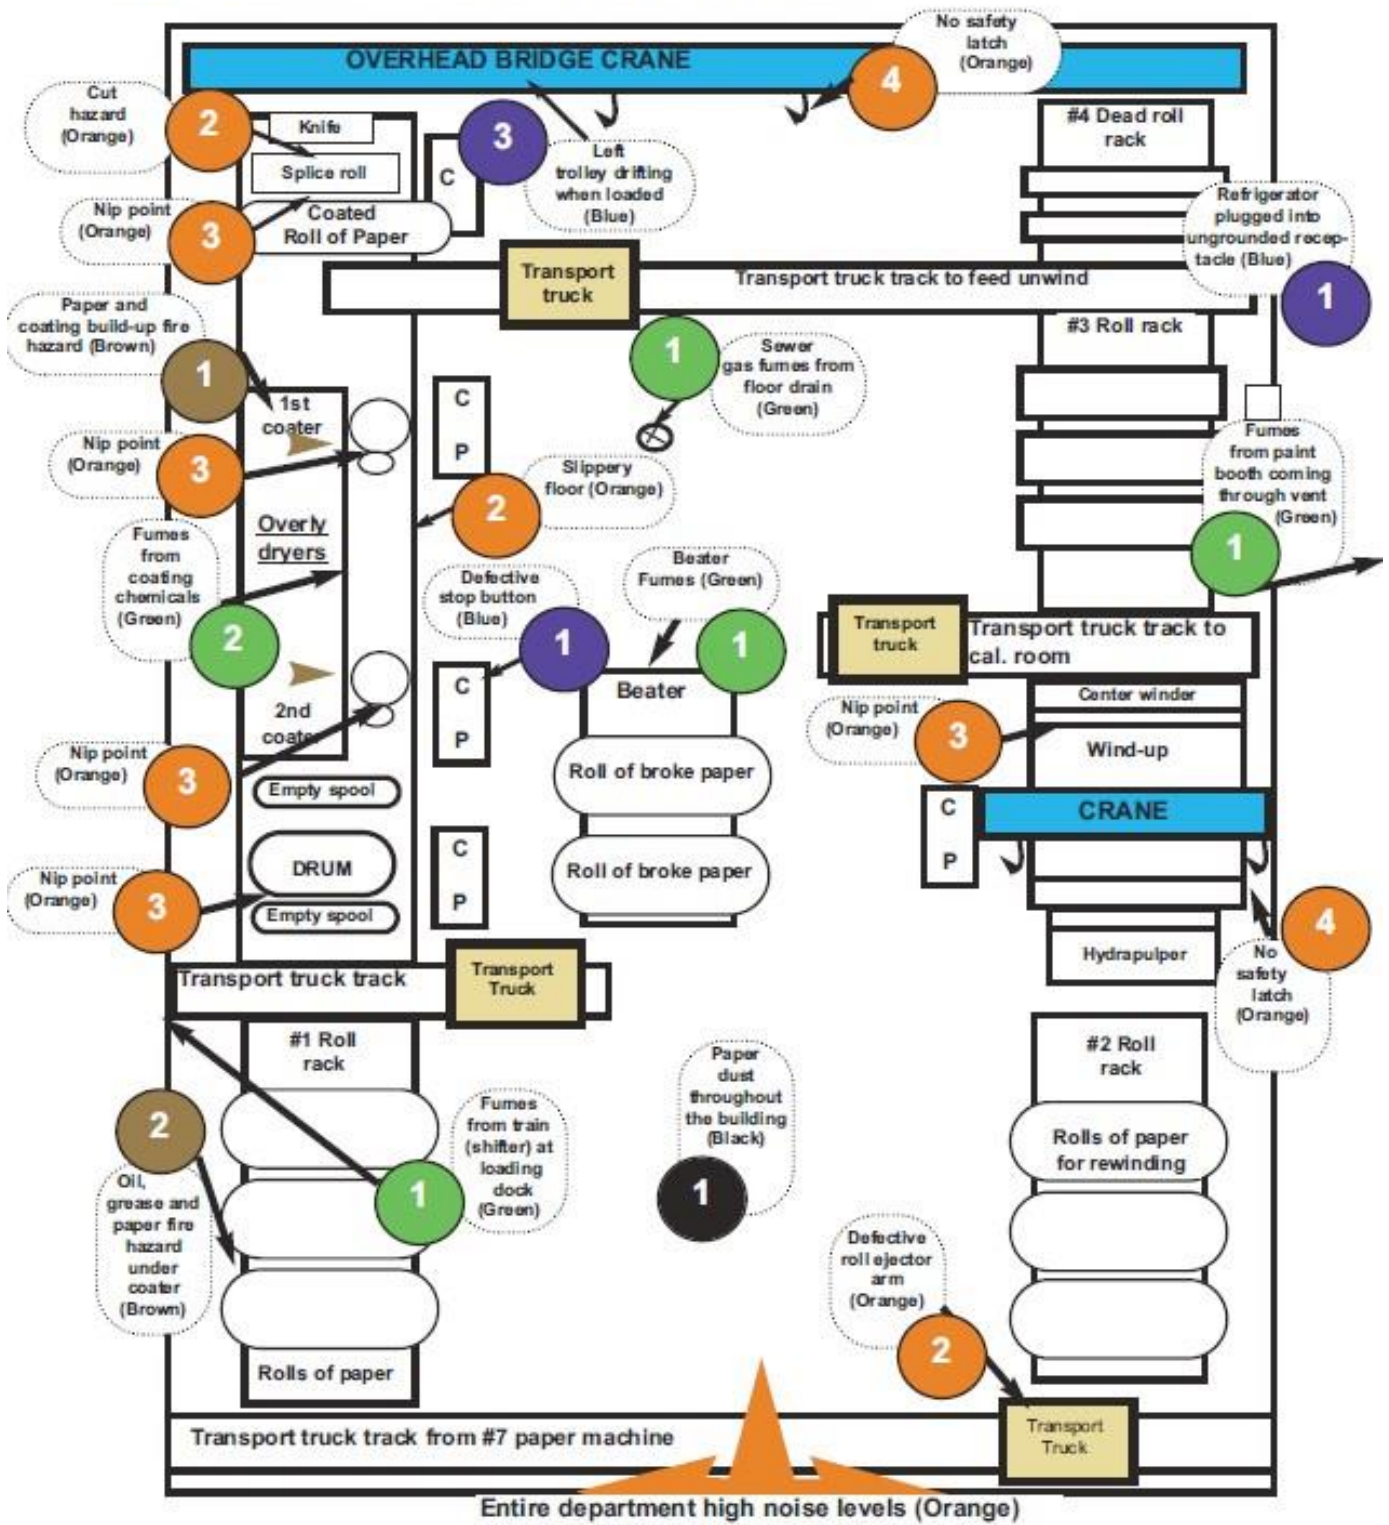 No safety
latch
(Orange)
OVERHEAD BRIDGE CRANE
4
Cut
hazard
(Orange)
2
Knife
Splice roll
C
3
Left
trolley drifting
when loaded
(Blue)
#4 Dead roll
rack
Nip point
(Orange)
3
Coated
Roll of Paper
Refrigerator
plugged into
ungrounded recep-
tacle (Blue)
1
Transport
truck
Transport truck track to feed unwind
Paper and
coating build-up fire
hazard (Brown)
1
1
Sewer
gas fumes from
floor drain
(Green)
#3 Roll rack
1st
coater
C
P
Nip point
(Orange)
3
Slippery
floor (Orange)
2
Fumes
from paint
booth coming
through vent
(Green)
1
Overly
dryers
Fumes
from
coating
chemicals
(Green)
2
Defective
stop button
(Blue)
1
Beater
Fumes (Green)
1
Transport
truck
Transport truck track to
cal. room
2nd
coater
C
P
Beater
Center winder
Nip point
(Orange)
3
Wind-up
Nip point
(Orange)
3
Roll of broke paper
Empty spool
C
P
CRANE
DRUM
C
P
Roll of broke paper
Nip point
(Orange)
3
Empty spool
4
No
safety
latch
(Orange)
Hydrapulper
Transport truck track
Transport
Truck
#1 Roll
rack
Paper
dust
throughout
the building
(Black)
1
#2 Roll
rack
2
Oil,
grease and
paper fire
hazard
under
coater
(Brown)
Fumes
from train
(shifter) at
loading
dock
(Green)
1
Rolls of paper
for rewinding
Defective
roll ejector
arm
(Orange)
2
Rolls of paper
Transport truck track from #7 paper machine
Transport
Truck
Entire department high noise levels (Orange)